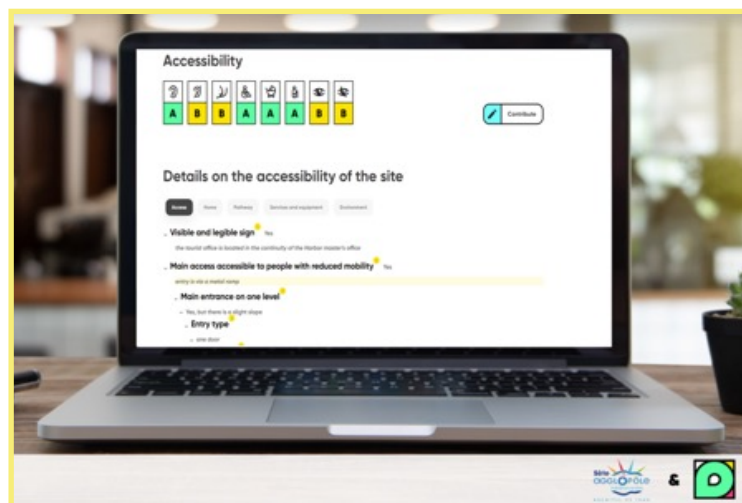 Accessibility
A B B A A A B B
Contribute
Details on the accessibility of the site
Access Home Pathway Services and equipment Environment
Visible and legible sign Yes
the tourist office is located in the continuity of the Harbor master's office
Main access accessible to people with reduced mobility Yes
entry is via a metal ramp
Main entrance on one level
Yes, but there is a slight slope
Entry type
one door
Sète
AGGLOPÔLE
&